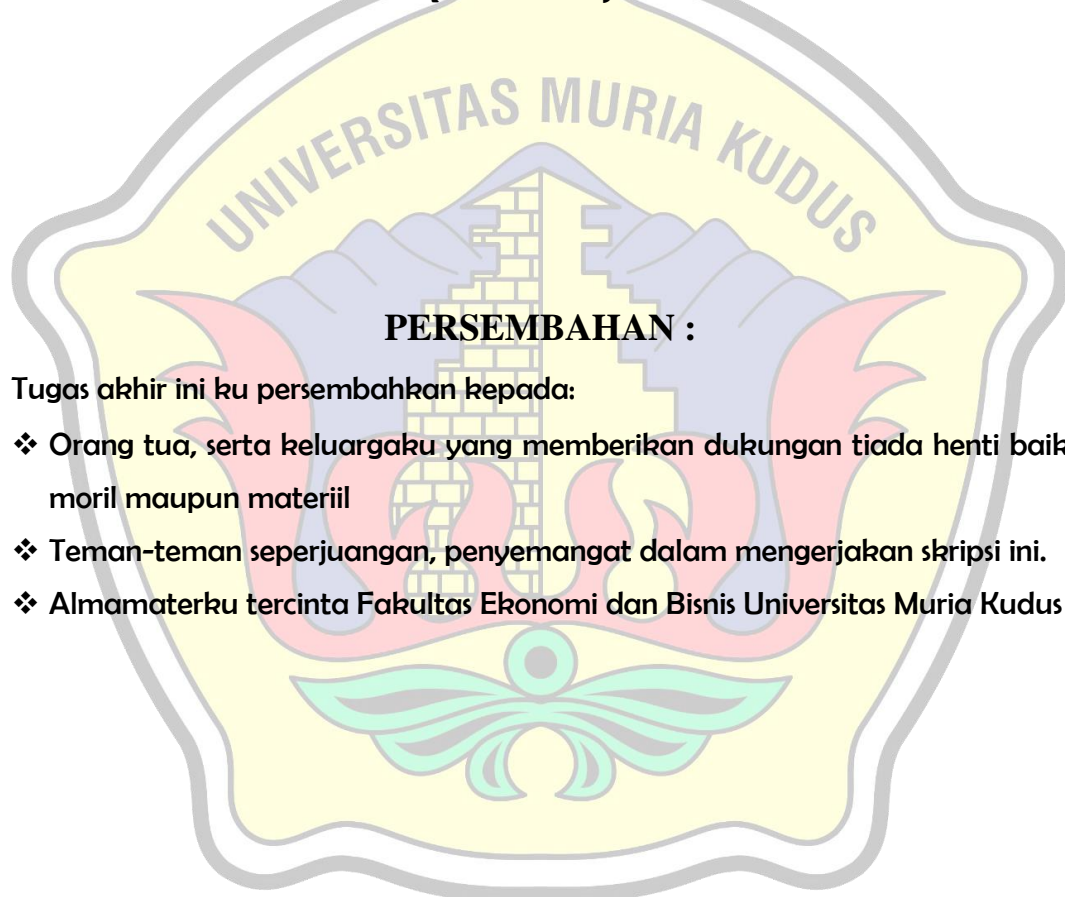 UNIVERSITAS MURIA KUDUS
PERSEMBAHAN :
Tugas akhir ini ku persembahkan kepada:
❖ Orang tua, serta keluargaku yang memberikan dukungan tiada henti baik
moril maupun materiil
❖ Teman-teman seperjuangan, penyemangat dalam mengerjakan skripsi ini.
❖ Almamaterku tercinta Fakultas Ekonomi dan Bisnis Universitas Muria Kudus